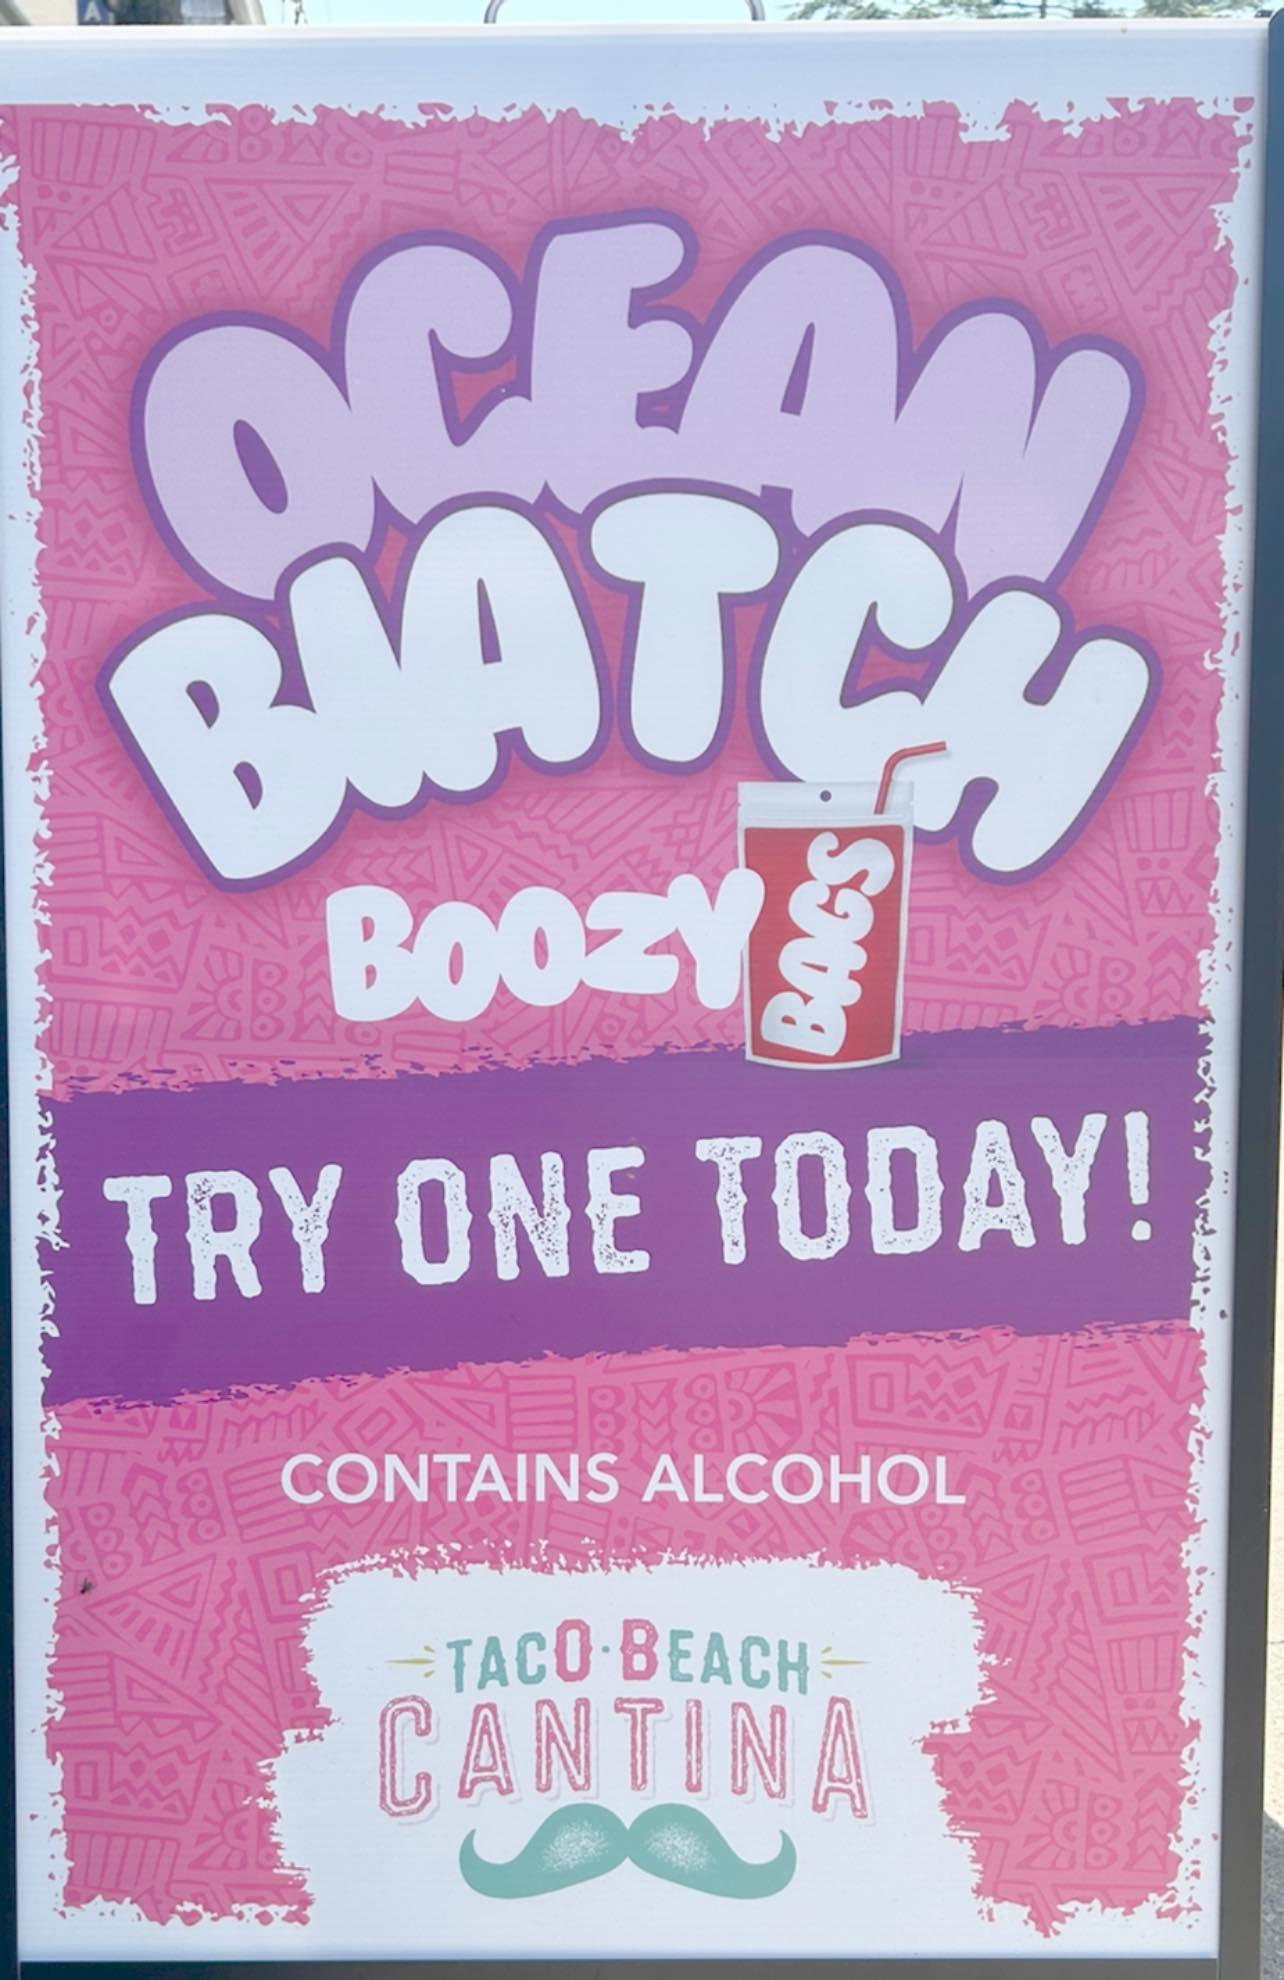 OCEAN
BIATCH
BOOZY BAGS
TRY ONE TODAY!
CONTAINS ALCOHOL
TACO·BEACH
CANTINA